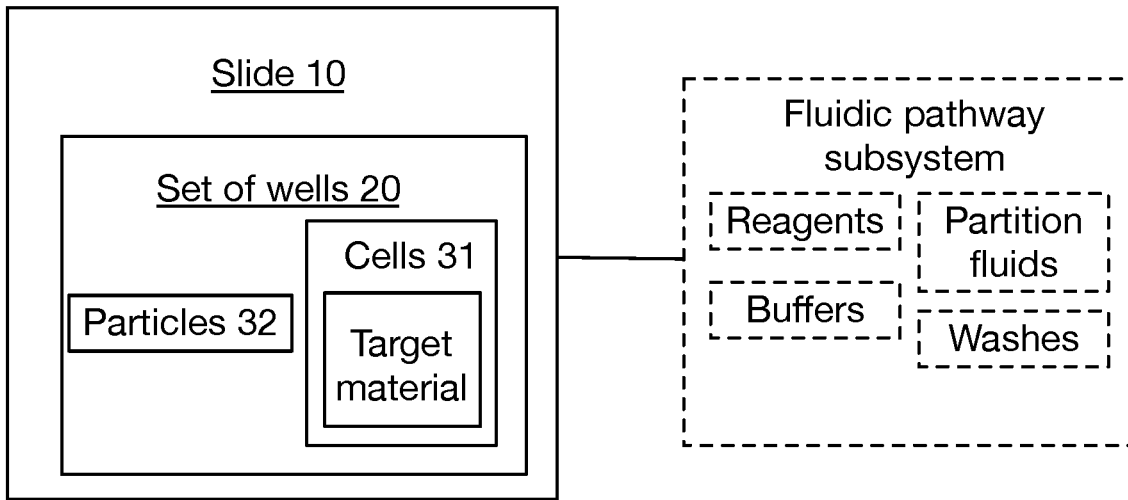 Slide 10
Set of wells 20
Cells 31
Particles 32
Target
material
Fluidic pathway
subsystem
Reagents
Partition
fluids
Buffers
Washes